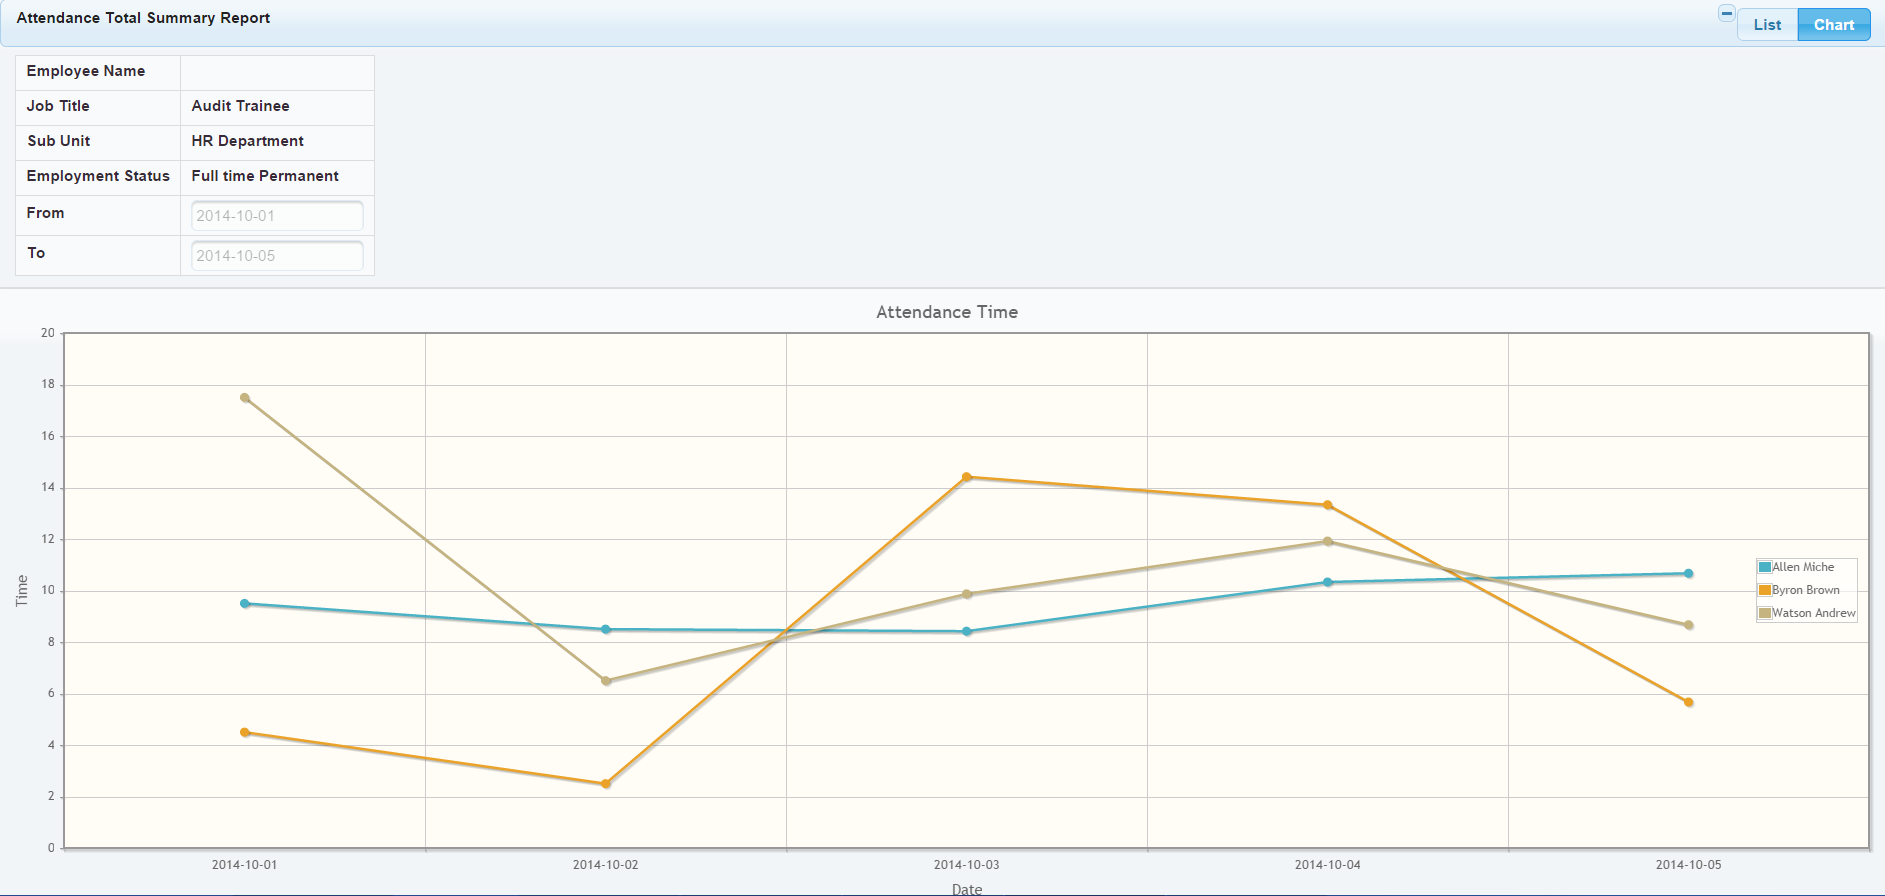 Attendance Total Summary Report
List Chart
Employee Name
Job Title Audit Trainee
Sub Unit HR Department
Employment Status Full time Permanent
From 2014-10-01
To 2014-10-05
Attendance Time
20
18
16
14
12
10
8
6
4
2
0
Time
Allen Miche
Byron Brown
Watson Andrew
2014-10-01 2014-10-02 2014-10-03 2014-10-04 2014-10-05
Date